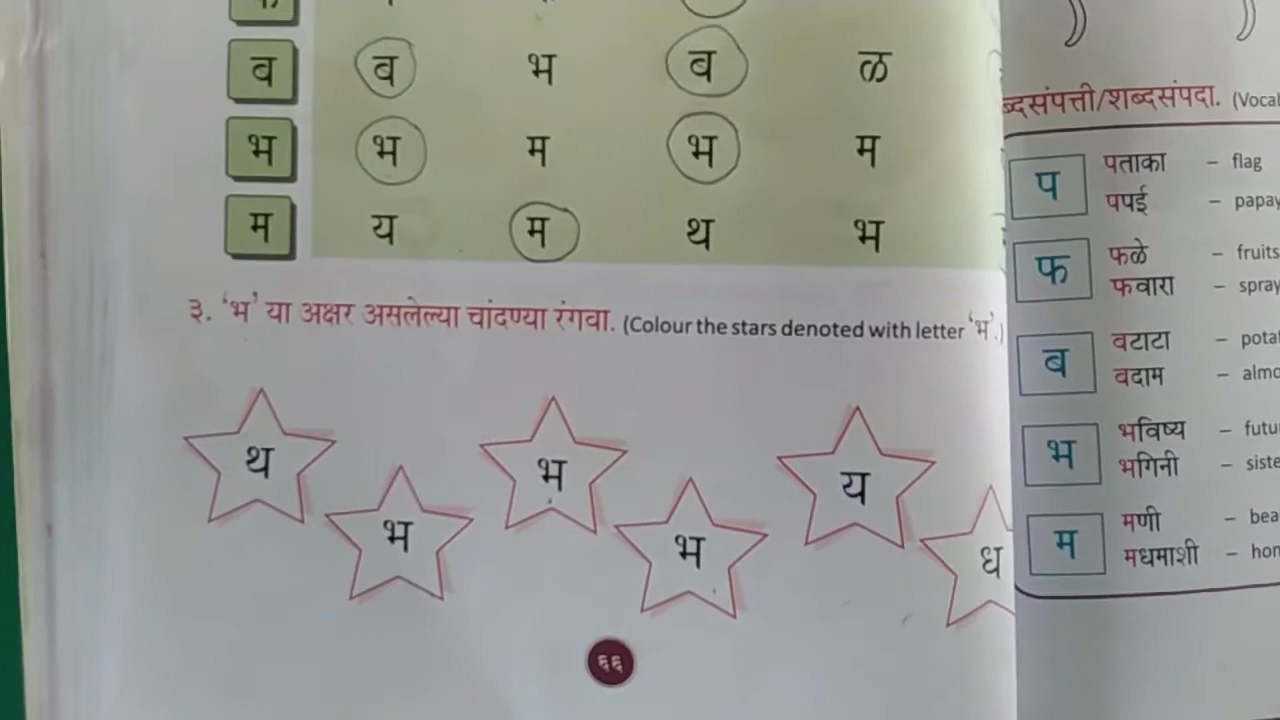 ब ब भ ब ळ
भ भ म भ म
म य म थ भ
३. 'भ' या अक्षर असलेल्या चांदण्या रंगवा. (Colour the stars denoted with letter 'भ'.)
थ भ भ भ य ध
६६
ब्दसंपत्ती/शब्दसंपदा. (Vocab
प पताका – flag
पपई – papay
फ फळे – fruits
फवारा – spray
ब बटाटा – potat
बदाम – almo
भ भविष्य – futu
भगिनी – siste
म मणी – bea
मधमाशी – hon